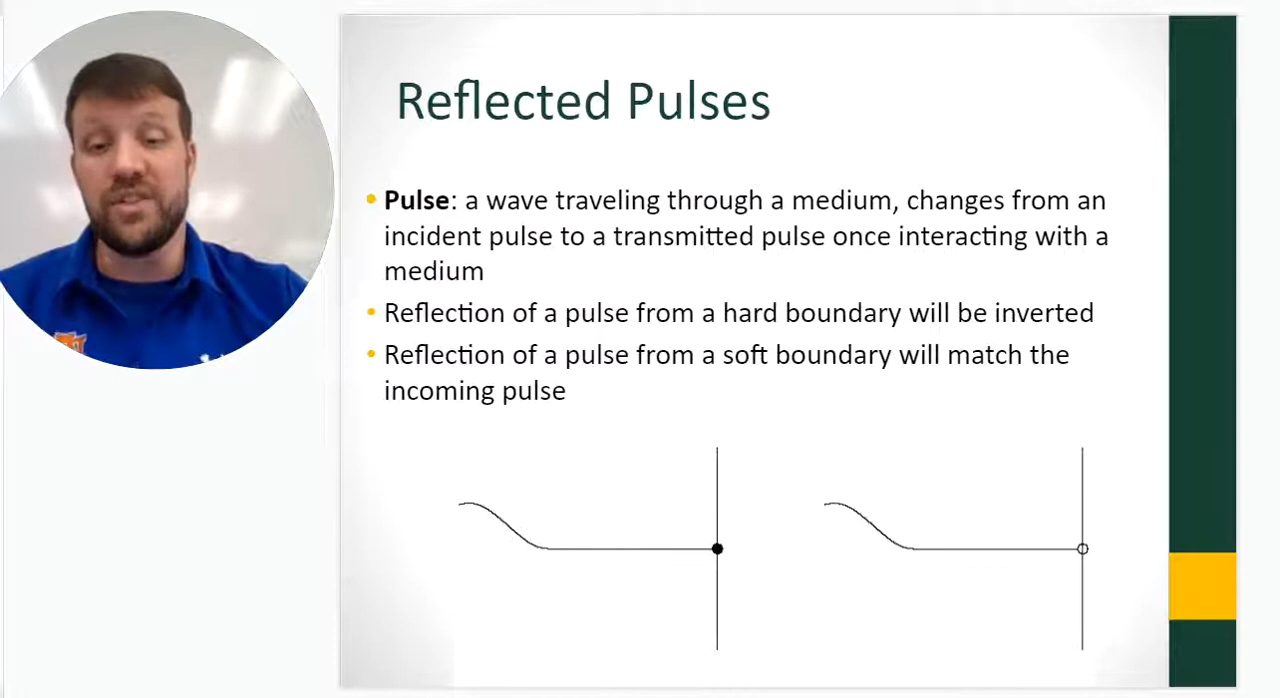 Reflected Pulses
• Pulse: a wave traveling through a medium, changes from an
incident pulse to a transmitted pulse once interacting with a
medium
• Reflection of a pulse from a hard boundary will be inverted
• Reflection of a pulse from a soft boundary will match the
incoming pulse